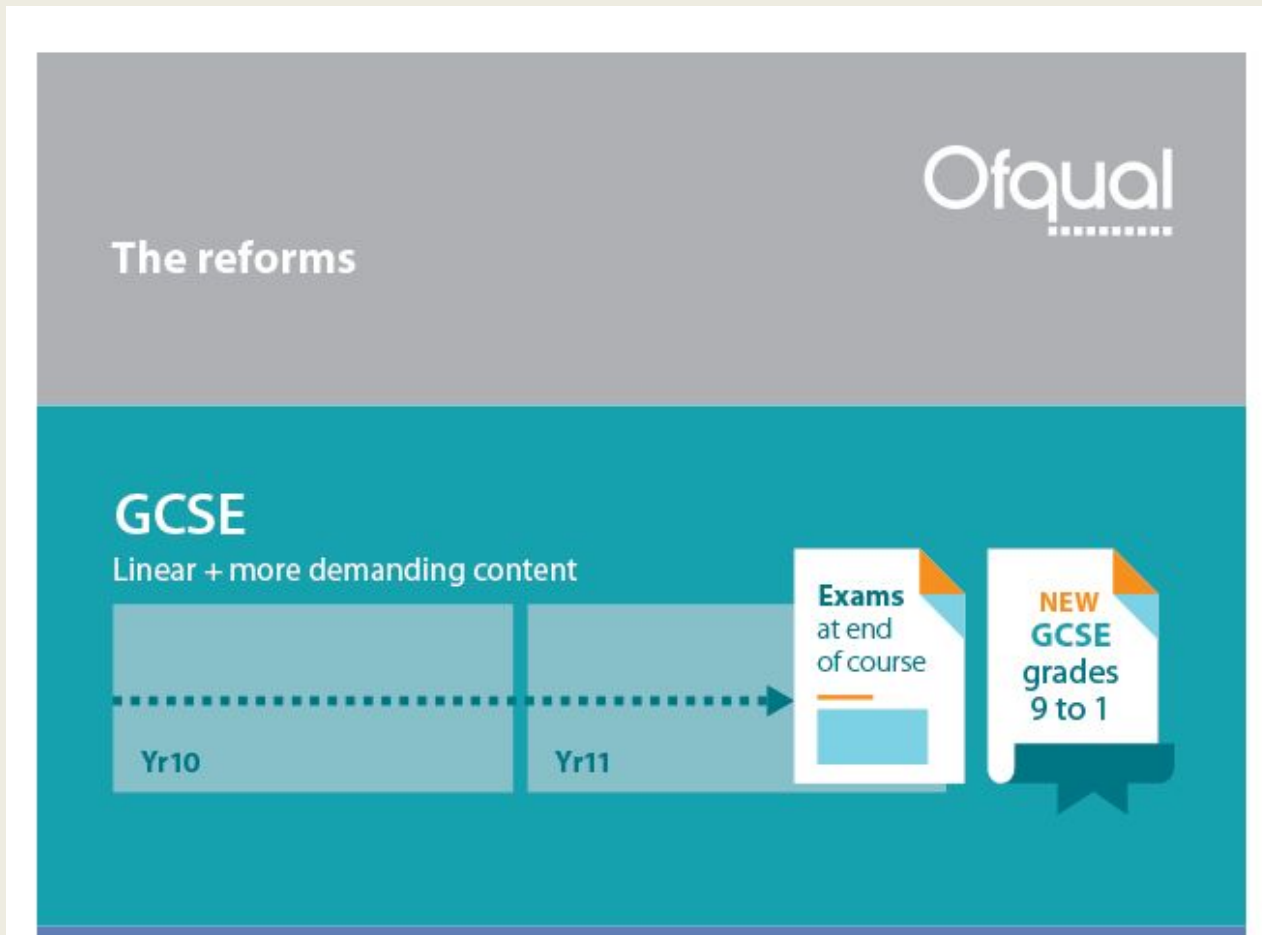 Ofqual
The reforms
GCSE
Linear + more demanding content
Exams
at end
of course
NEW
GCSE
grades
9 to 1
Yr10
Yr11